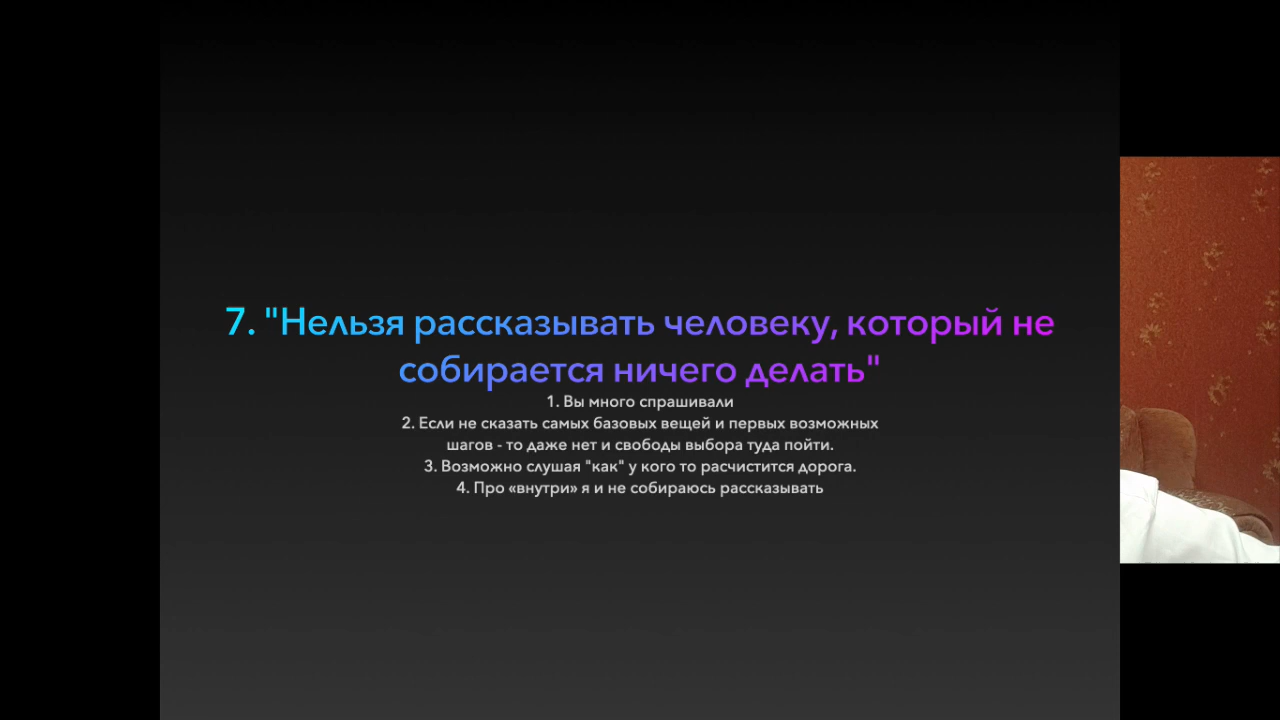 7. "Нельзя рассказывать человеку, который не
собирается ничего делать"
1. Вы много спрашивали
2. Если не сказать самых базовых вещей и первых возможных
шагов - то даже нет и свободы выбора туда пойти.
3. Возможно слушая "как" у кого то расчистится дорога.
4. Про «внутри» я и не собираюсь рассказывать